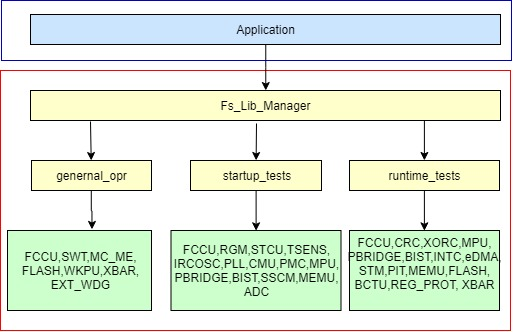 Application
Fs_Lib_Manager
genernal_opr
startup_tests
runtime_tests
FCCU,SWT,MC_ME,
FLASH,WKPU,XBAR,
EXT_WDG
FCCU,RGM,STCU,TSENS,
IRCOSC,PLL,CMU,PMC,MPU,
PBRIDGE,BIST,SSCM,MEMU,
ADC
FCCU,CRC,XORC,MPU,
PBRIDGE,BIST,INTC,eDMA,
STM,PIT,MEMU,FLASH,
BCTU,REG_PROT, XBAR